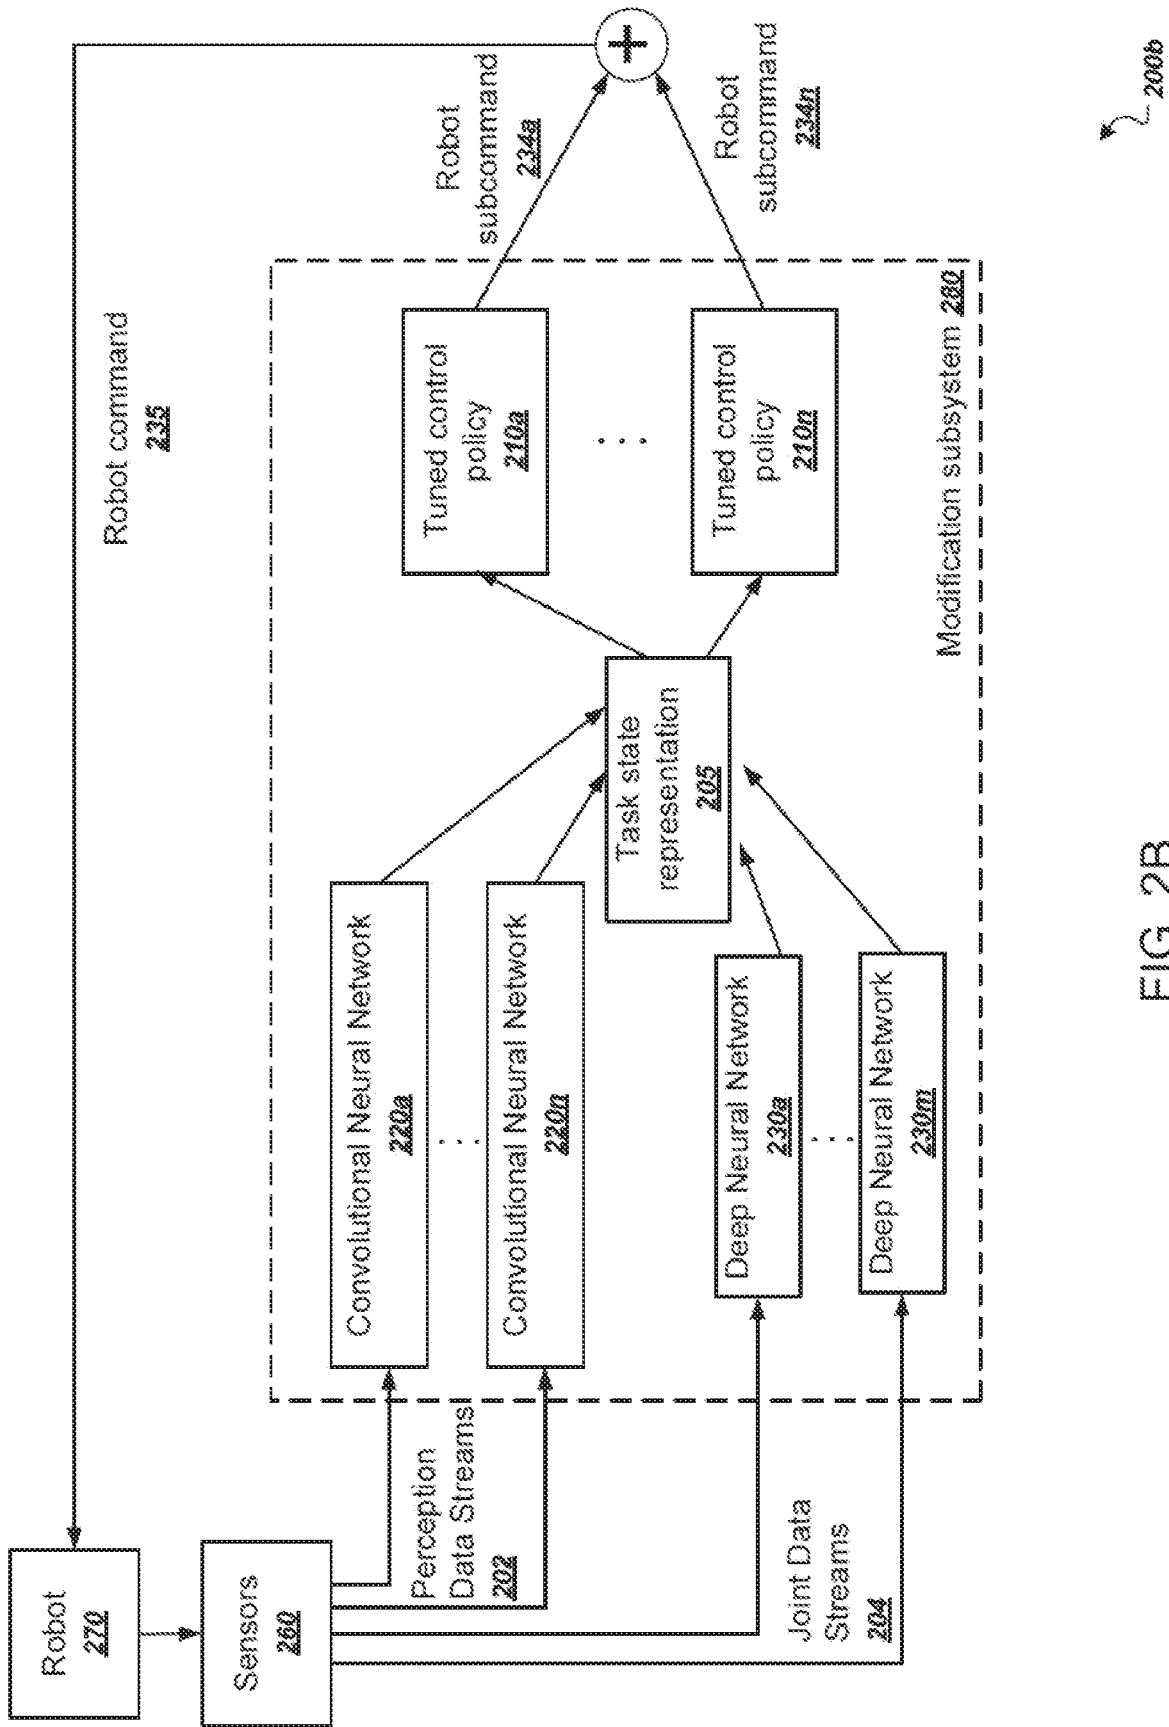 Robot
270
Sensors
260
Robot command
235
Perception
Data Streams
202
Joint Data
Streams
204
Convolutional Neural Network
220a
. . .
Convolutional Neural Network
220n
Deep Neural Network
230a
. . .
Deep Neural Network
230m
Task state
representation
205
Tuned control
policy
210a
. . .
Tuned control
policy
210n
Modification subsystem 280
Robot
subcommand
234a
Robot
subcommand
234n
+
200b
FIG. 2B